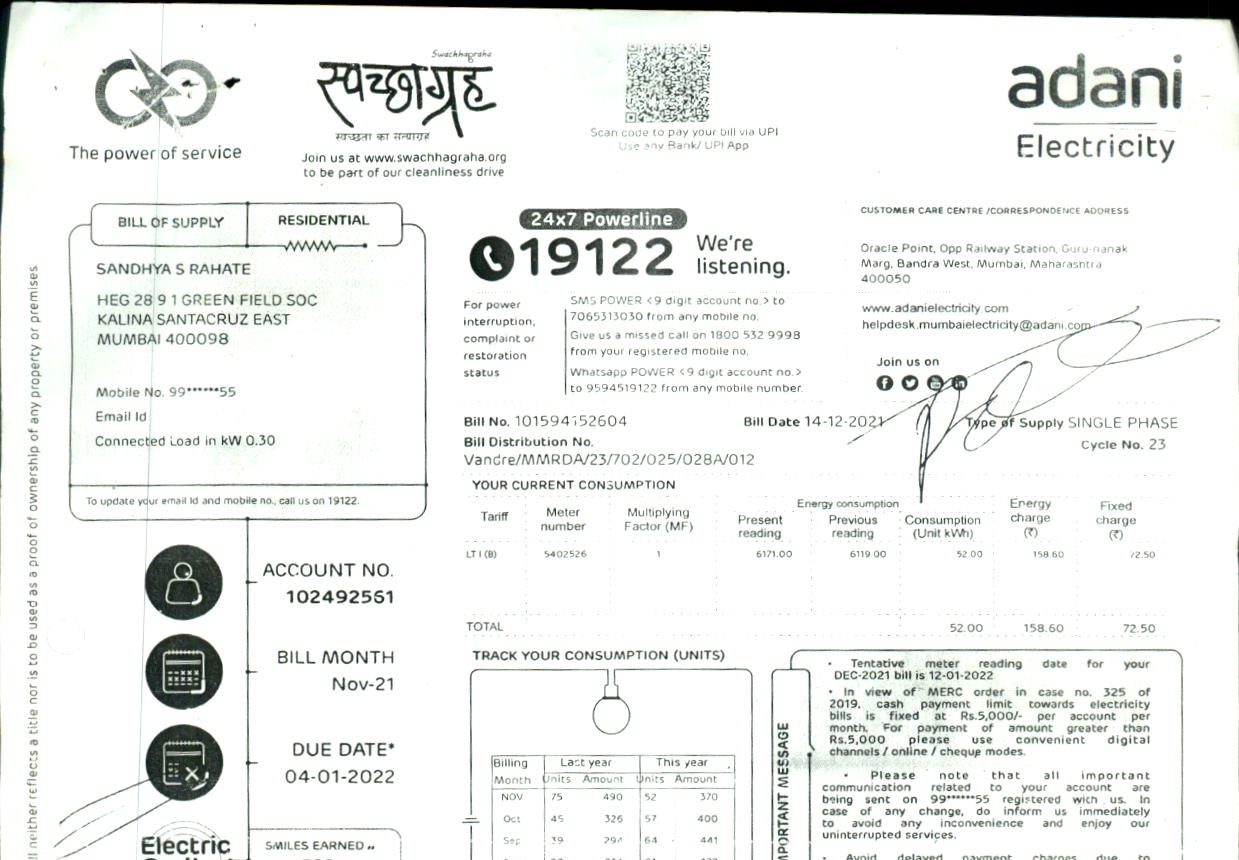 The power of service
Swachhagraha
स्वच्छाग्रह
स्वच्छता का सत्याग्रह
Join us at www.swachhagraha.org
to be part of our cleanliness drive
Scan code to pay your bill via UPI
Use any Bank/ UPI App
adani
Electricity
BILL OF SUPPLY
RESIDENTIAL
SANDHYA S RAHATE
HEG 28 9 1 GREEN FIELD SOC
KALINA SANTACRUZ EAST
MUMBAI 400098
Mobile No. 99******55
Email Id
Connected Load in kW 0.30
To update your email Id and mobile no., call us on 19122.
24x7 Powerline
19122 We're
listening.
For power
interruption,
complaint or
restoration
status
SMS POWER <9 digit account no.> to
7065313030 from any mobile no.
Give us a missed call on 1800 532 9998
from your registered mobile no.
Whatsapp POWER <9 digit account no.>
to 9594519122 from any mobile number.
CUSTOMER CARE CENTRE /CORRESPONDENCE ADDRESS
Oracle Point, Opp Railway Station, Guru-nanak
Marg, Bandra West, Mumbai, Maharashtra
400050
www.adanielectricity.com
helpdesk.mumbaielectricity@adani.com
Join us on
Bill No. 101594352604 Bill Date 14-12-2021 Type of Supply SINGLE PHASE
Bill Distribution No. Cycle No. 23
Vandre/MMRDA/23/702/025/028A/012
YOUR CURRENT CONSUMPTION
Tariff Meter number Multiplying Factor (MF) Energy consumption Present reading Previous reading Consumption (Unit kWh) Energy charge (₹) Fixed charge (₹)
LT I (B) 5402526 1 6171.00 6119.00 52.00 158.60 72.50
TOTAL 52.00 158.60 72.50
ACCOUNT NO.
102492561
BILL MONTH
Nov-21
DUE DATE*
04-01-2022
Electric
SMILES EARNED
TRACK YOUR CONSUMPTION (UNITS)
Billing Last year This year
Month Units Amount Units Amount
NOV 75 490 52 370
Oct 45 326 57 400
Sep 39 294 64 441
IMPORTANT MESSAGE
• Tentative meter reading date for your
DEC-2021 bill is 12-01-2022
• In view of MERC order in case no. 325 of
2019, cash payment limit towards electricity
bills is fixed at Rs.5,000/- per account per
month. For payment of amount greater than
Rs.5,000 please use convenient digital
channels / online / cheque modes.
• Please note that all important
communication related to your account are
being sent on 99******55 registered with us. In
case of any change, do inform us immediately
to avoid any inconvenience and enjoy our
uninterrupted services.
• Avoid delayed payment charges due to
neither reflects a title nor is to be used as a proof of ownership of any property or premises.